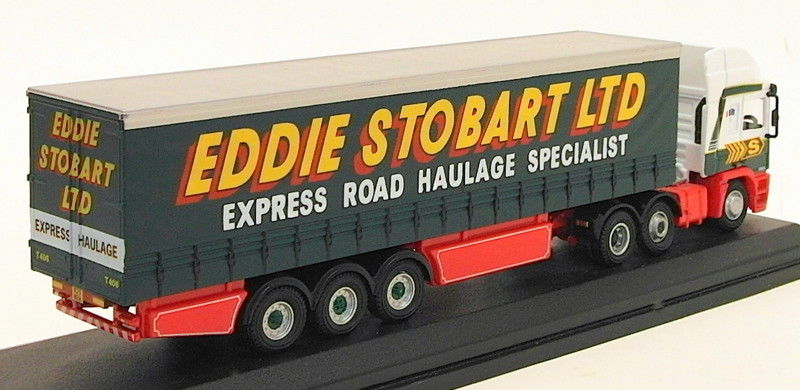 EDDIE
STOBART
LTD
EXPRESS HAULAGE
T406 T406
EDDIE STOBART LTD
EXPRESS ROAD HAULAGE SPECIALIST
S